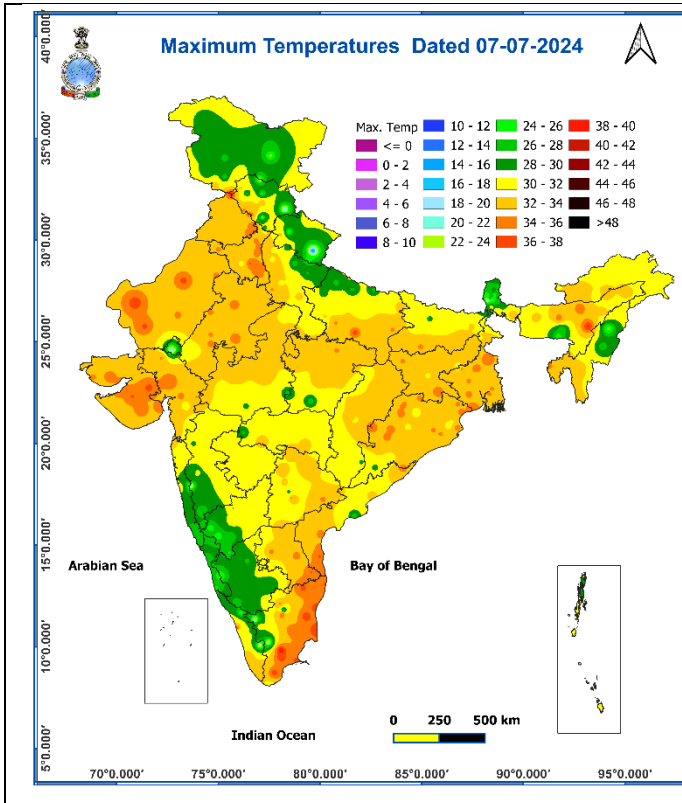 Maximum Temperatures Dated 07-07-2024
Max. Temp
<= 0
0 - 2
2 - 4
4 - 6
6 - 8
8 - 10
10 - 12
12 - 14
14 - 16
16 - 18
18 - 20
20 - 22
22 - 24
24 - 26
26 - 28
28 - 30
30 - 32
32 - 34
34 - 36
36 - 38
38 - 40
40 - 42
42 - 44
44 - 46
46 - 48
>48
40°0.000'
35°0.000'
30°0.000'
25°0.000'
20°0.000'
15°0.000'
10°0.000'
5°0.000'
Arabian Sea
Bay of Bengal
Indian Ocean
0 250 500 km
70°0.000' 75°0.000' 80°0.000' 85°0.000' 90°0.000' 95°0.000'